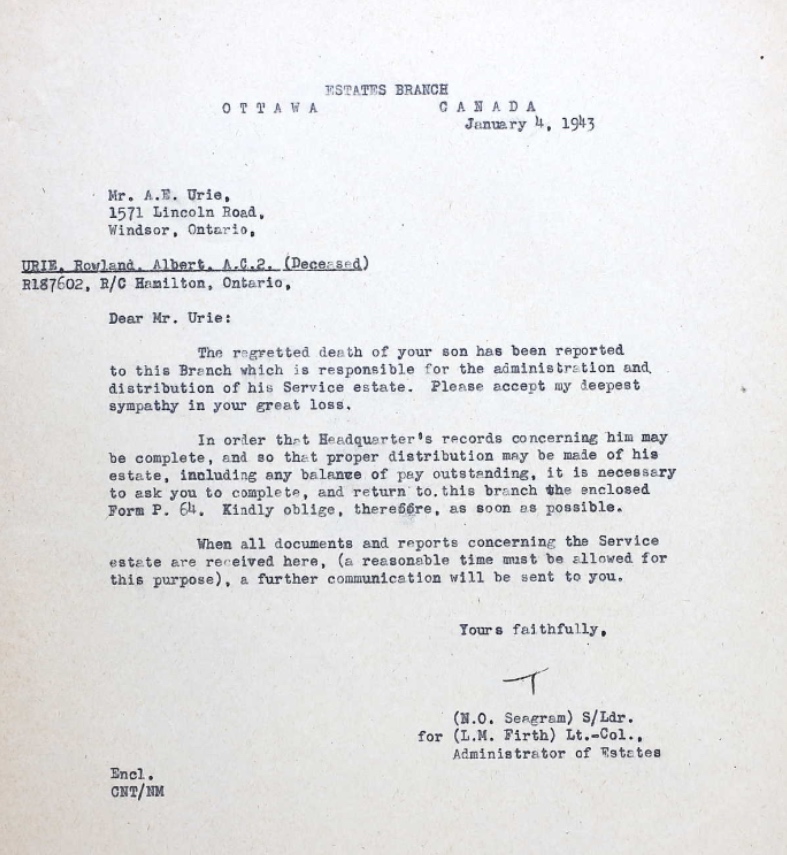 ESTATES BRANCH
OTTAWA CANADA
January 4, 1943
Mr. A.E. Urie,
1571 Lincoln Road,
Windsor, Ontario,
URIE, Rowland, Albert, A.C.2. (Deceased)
R187602, R/C Hamilton, Ontario,
Dear Mr. Urie:
The regretted death of your son has been reported
to this Branch which is responsible for the administration and
distribution of his Service estate. Please accept my deepest
sympathy in your great loss.
In order that Headquarter's records concerning him may
be complete, and so that proper distribution may be made of his
estate, including any balance of pay outstanding, it is necessary
to ask you to complete, and return to this branch the enclosed
Form P. 64. Kindly oblige, therefore, as soon as possible.
When all documents and reports concerning the Service
estate are received here, (a reasonable time must be allowed for
this purpose), a further communication will be sent to you.
Yours faithfully,
(N.O. Seagram) S/Ldr.
for (L.M. Firth) Lt.-Col.,
Administrator of Estates
Encl.
CNT/NM